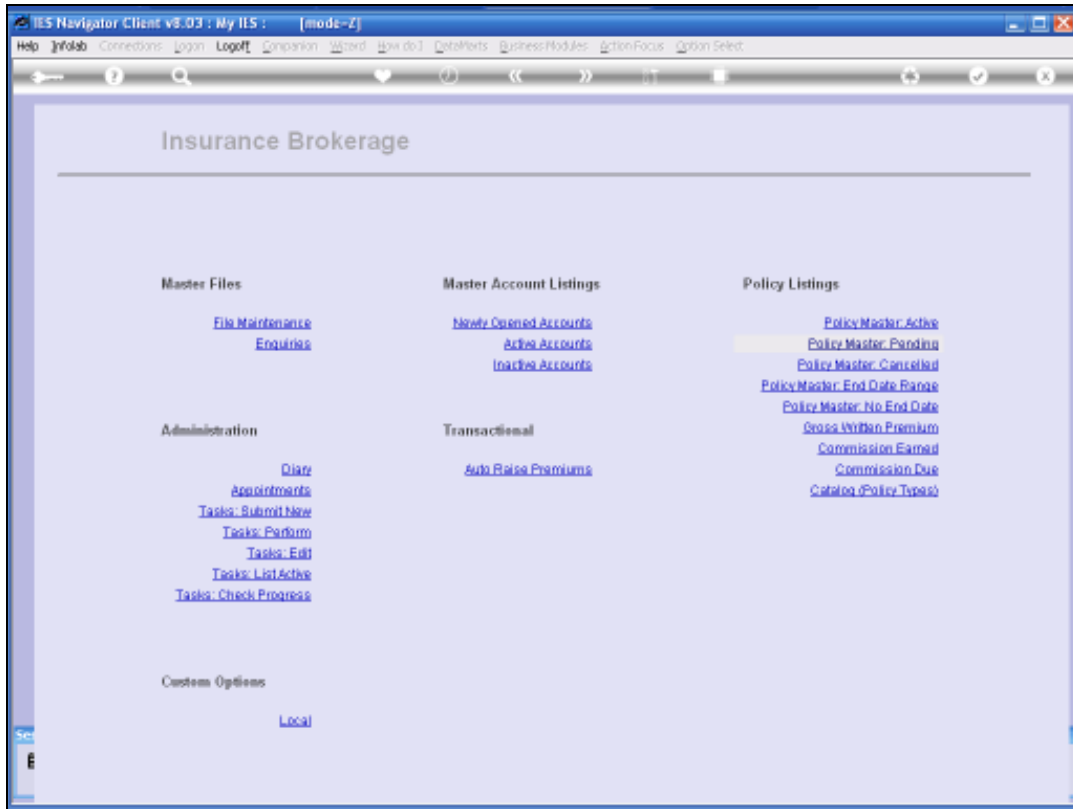 IES Navigator Client v8.03 : My IES : [mode-Z]
Help Infolab Connections Logon Logoff Companion Wizard How do I DataMarts Business Modules Action Focus Option Select
Insurance Brokerage
Master Files
File Maintenance
Enquiries
Master Account Listings
Newly Opened Accounts
Active Accounts
Inactive Accounts
Policy Listings
Policy Master: Active
Policy Master: Pending
Policy Master: Cancelled
Policy Master: End Date Range
Policy Master: No End Date
Gross Written Premium
Commission Earned
Commission Due
Catalog (Policy Types)
Administration
Diary
Appointments
Tasks: Submit New
Tasks: Perform
Tasks: Edit
Tasks: List Active
Tasks: Check Progress
Transactional
Auto Raise Premiums
Custom Options
Local
Se